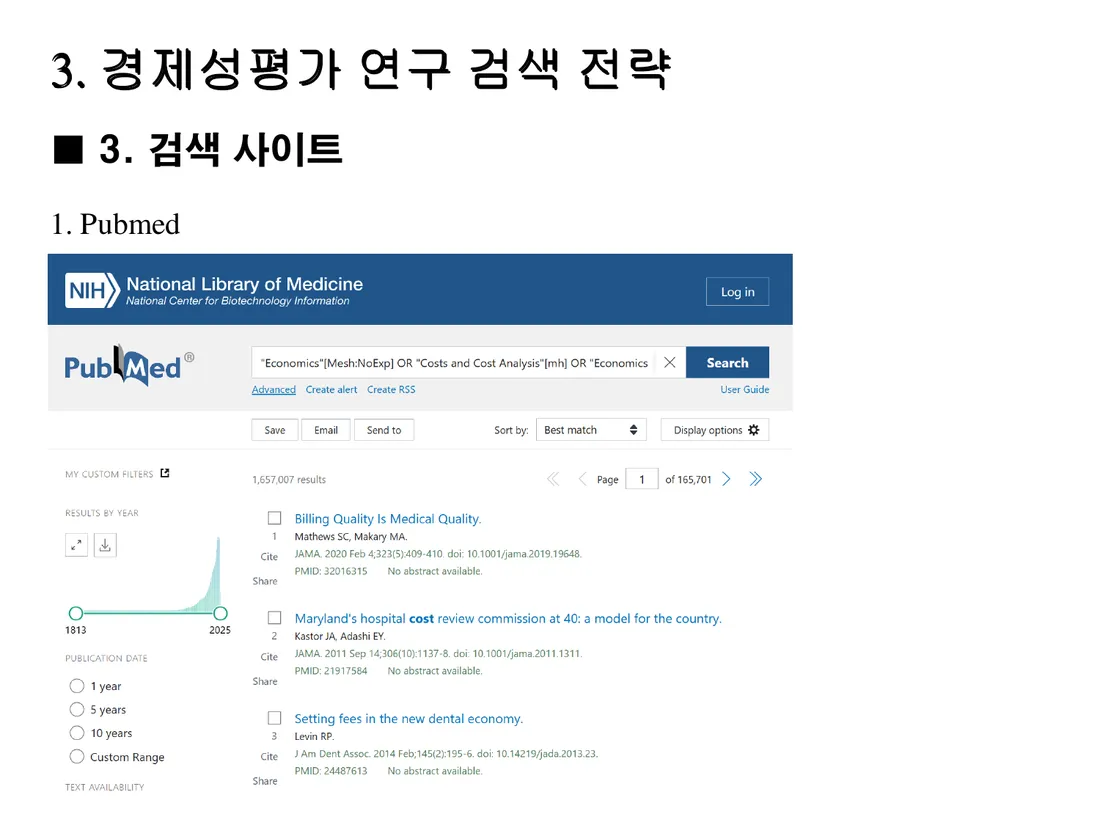 3. 경제성평가 연구 검색 전략
■ 3. 검색 사이트
1. Pubmed
NIH National Library of Medicine
National Center for Biotechnology Information
Log in
PubMed®
"Economics"[Mesh:NoExp] OR "Costs and Cost Analysis"[mh] OR "Economics
Search
Advanced Create alert Create RSS
User Guide
Save Email Send to
Sort by: Best match
Display options
MY CUSTOM FILTERS
1,657,007 results
Page 1 of 165,701
RESULTS BY YEAR
1813 2025
PUBLICATION DATE
1 year
5 years
10 years
Custom Range
TEXT AVAILABILITY
Billing Quality Is Medical Quality.
1
Mathews SC, Makary MA.
Cite
JAMA. 2020 Feb 4;323(5):409-410. doi: 10.1001/jama.2019.19648.
PMID: 32016315 No abstract available.
Share
Maryland's hospital cost review commission at 40: a model for the country.
2
Kastor JA, Adashi EY.
Cite
JAMA. 2011 Sep 14;306(10):1137-8. doi: 10.1001/jama.2011.1311.
PMID: 21917584 No abstract available.
Share
Setting fees in the new dental economy.
3
Levin RP.
Cite
J Am Dent Assoc. 2014 Feb;145(2):195-6. doi: 10.14219/jada.2013.23.
PMID: 24487613 No abstract available.
Share